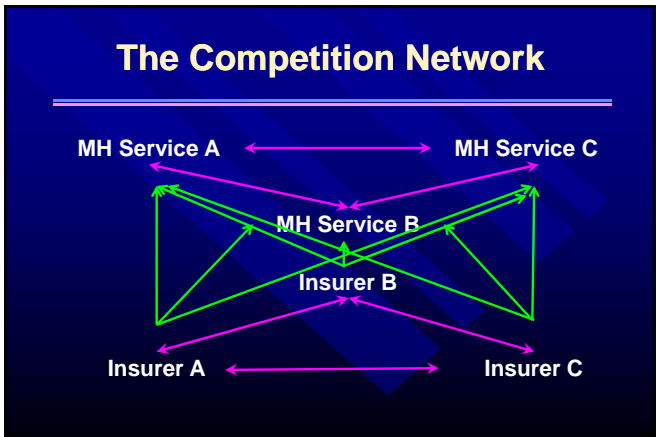 The Competition Network
MH Service A
MH Service C
MH Service B
Insurer B
Insurer A
Insurer C